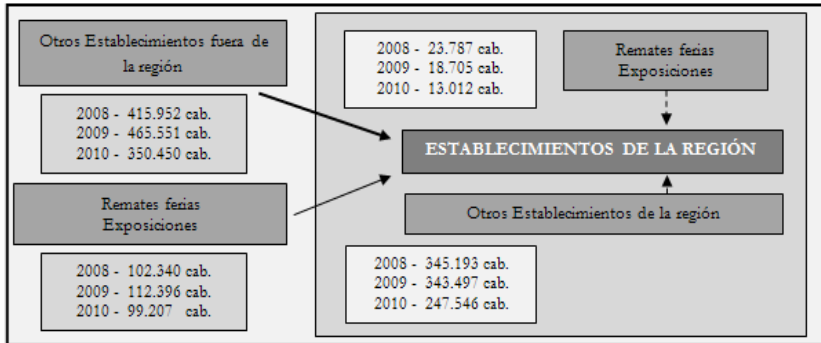 Otros Establecimientos fuera de
la región
2008 - 415.952 cab.
2009 - 465.551 cab.
2010 - 350.450 cab.
Remates ferias
Exposiciones
2008 - 102.340 cab.
2009 - 112.396 cab.
2010 - 99.207 cab.
2008 - 23.787 cab.
2009 - 18.705 cab.
2010 - 13.012 cab.
Remates ferias
Exposiciones
ESTABLECIMIENTOS DE LA REGIÓN
Otros Establecimientos de la región
2008 - 345.193 cab.
2009 - 343.497 cab.
2010 - 247.546 cab.